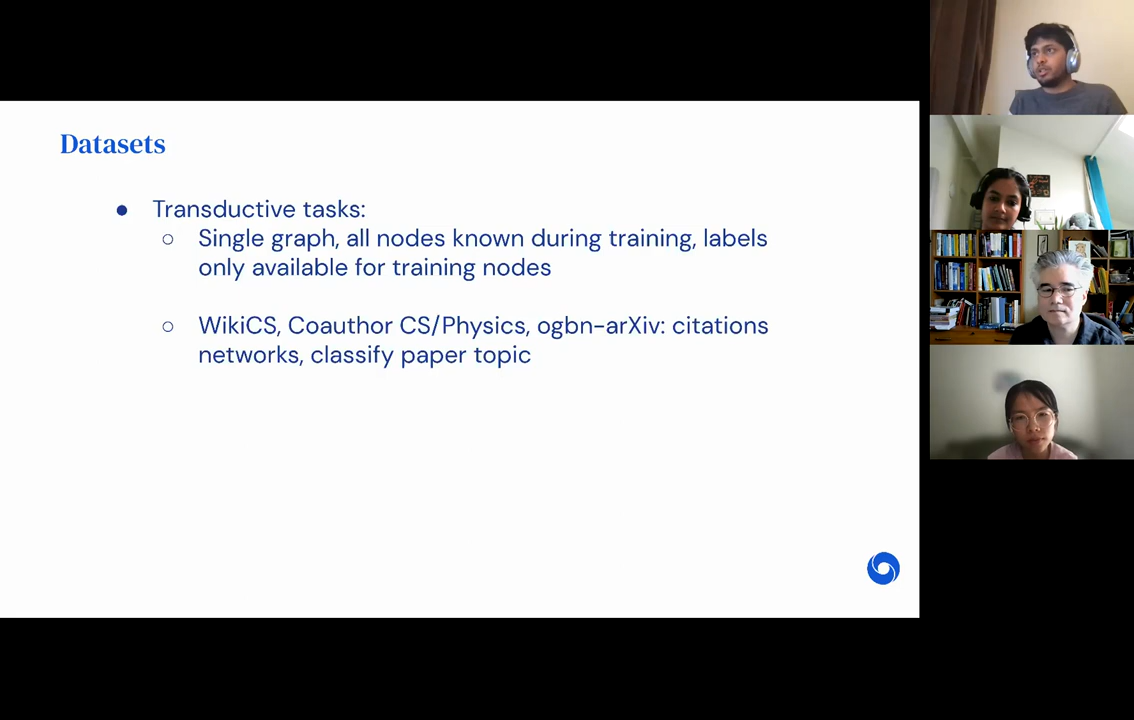 Datasets
● Transductive tasks:
○ Single graph, all nodes known during training, labels
only available for training nodes
○ WikiCS, Coauthor CS/Physics, ogbn-arXiv: citations
networks, classify paper topic